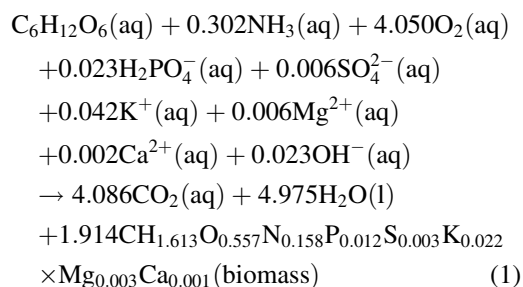 C₆H₁₂O₆(aq) + 0.302NH₃(aq) + 4.050O₂(aq)
+0.023H₂PO₄⁻(aq) + 0.006SO₄²⁻(aq)
+0.042K⁺(aq) + 0.006Mg²⁺(aq)
+0.002Ca²⁺(aq) + 0.023OH⁻(aq)
→ 4.086CO₂(aq) + 4.975H₂O(l)
+1.914CH₁.₆₁₃O₀.₅₅₇N₀.₁₅₈P₀.₀₁₂S₀.₀₀₃K₀.₀₂₂
×Mg₀.₀₀₃Ca₀.₀₀₁(biomass) (1)